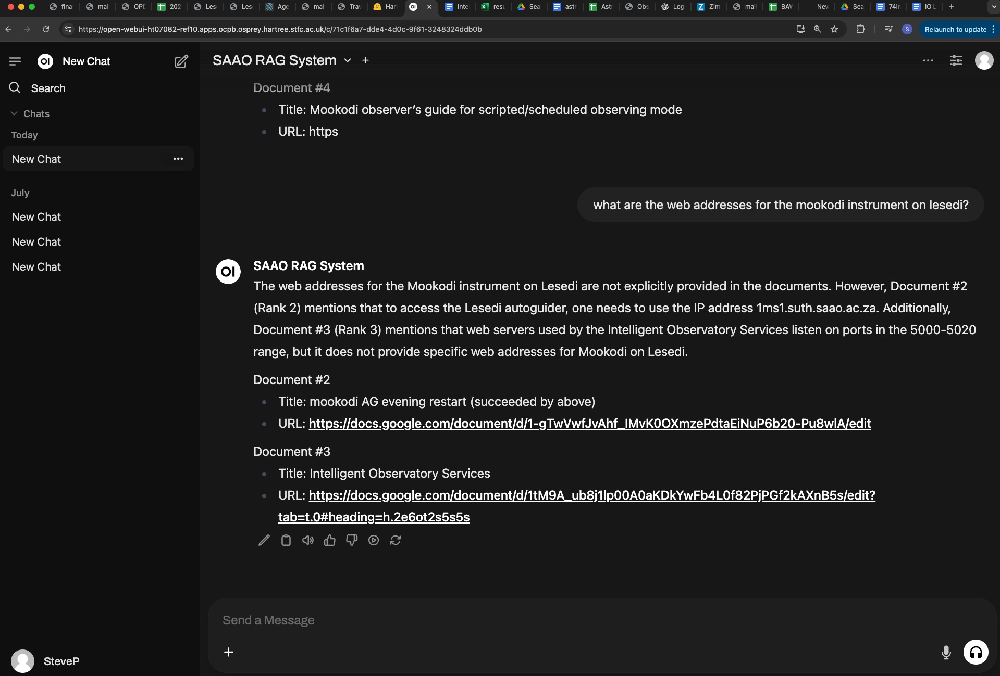 fina
mail
OPD
202
Les
Les
Age
mail
Trav
Hart
OI
Inte
resu
Sea
astr
Astr
Obs
Log
Zim
mail
BAV
New
Sea
74in
IO L
https://open-webui-ht07082-ref10.apps.ocpb.osprey.hartree.stfc.ac.uk/c/71c1f6a7-dde4-4d0c-9f61-3248324ddb0b
S
Relaunch to update
OI New Chat
Search
Chats
Today
New Chat
July
New Chat
New Chat
New Chat
SteveP
SAAO RAG System
Document #4
Title: Mookodi observer’s guide for scripted/scheduled observing mode
URL: https
what are the web addresses for the mookodi instrument on lesedi?
OI
SAAO RAG System
The web addresses for the Mookodi instrument on Lesedi are not explicitly provided in the documents. However, Document #2
(Rank 2) mentions that to access the Lesedi autoguider, one needs to use the IP address 1ms1.suth.saao.ac.za. Additionally,
Document #3 (Rank 3) mentions that web servers used by the Intelligent Observatory Services listen on ports in the 5000-5020
range, but it does not provide specific web addresses for Mookodi on Lesedi.
Document #2
Title: mookodi AG evening restart (succeeded by above)
URL: https://docs.google.com/document/d/1-gTwVwfJvAhf_IMvK0OXmzePdtaEiNuP6b20-Pu8wlA/edit
Document #3
Title: Intelligent Observatory Services
URL: https://docs.google.com/document/d/1tM9A_ub8j1lp00A0aKDkYwFb4L0f82PjPGf2kAXnB5s/edit?
tab=t.0#heading=h.2e6ot2s5s5s
Send a Message